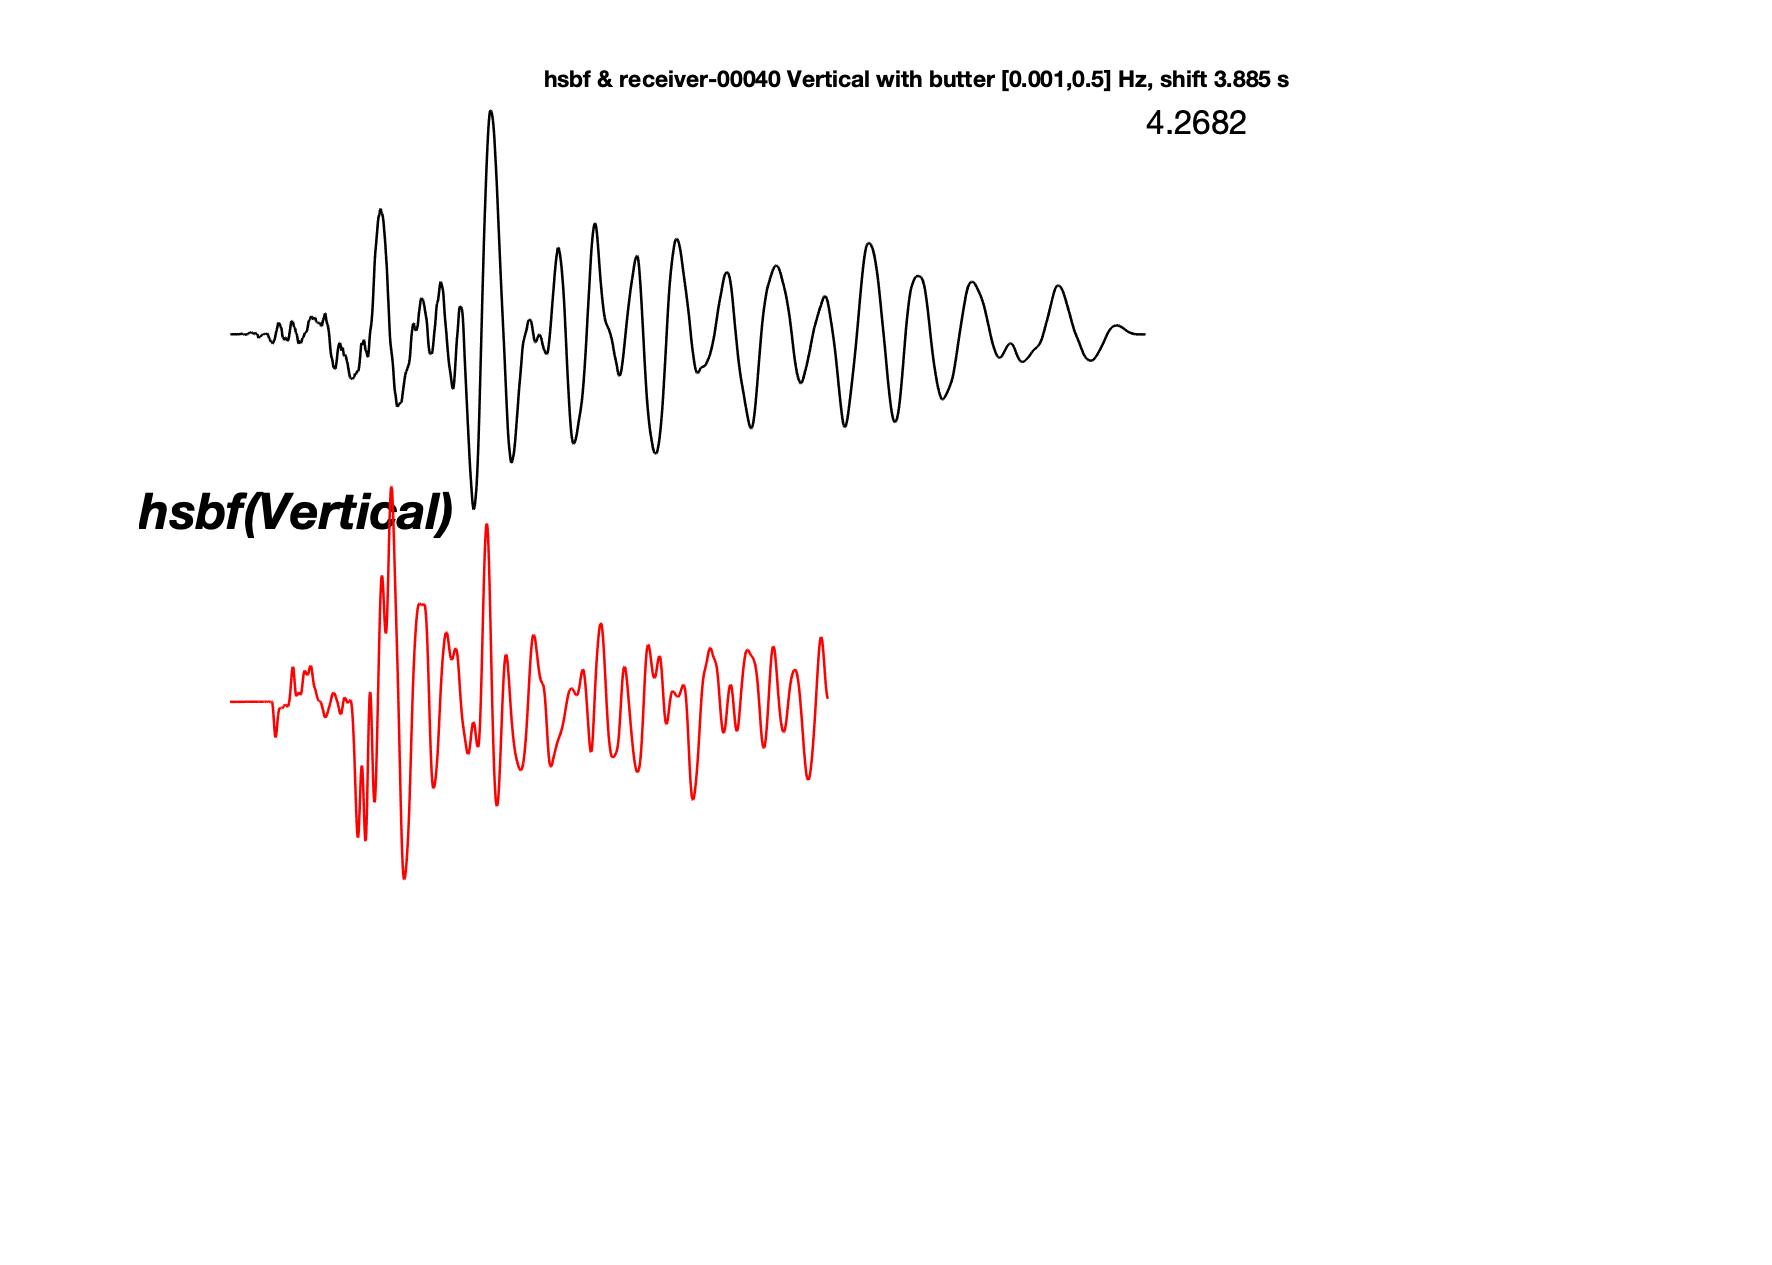 hsbf & receiver-00040 Vertical with butter [0.001,0.5] Hz, shift 3.885 s
4.2682
hsbf(Vertical)